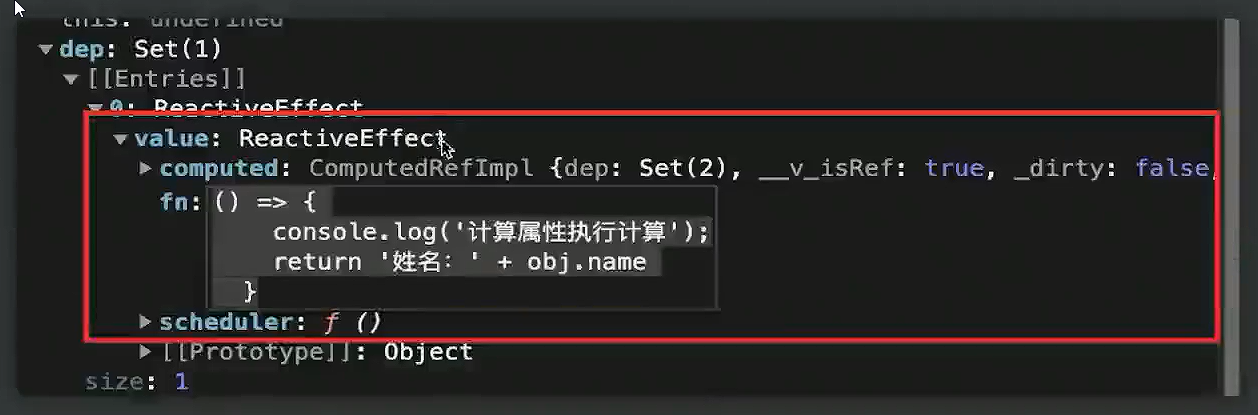 this: undefined
dep: Set(1)
[[Entries]]
0: ReactiveEffect
value: ReactiveEffect
computed: ComputedRefImpl {dep: Set(2), __v_isRef: true, _dirty: false,
fn: () => {
console.log('计算属性执行计算');
return '姓名：' + obj.name
}
scheduler: ƒ ()
[[Prototype]]: Object
size: 1